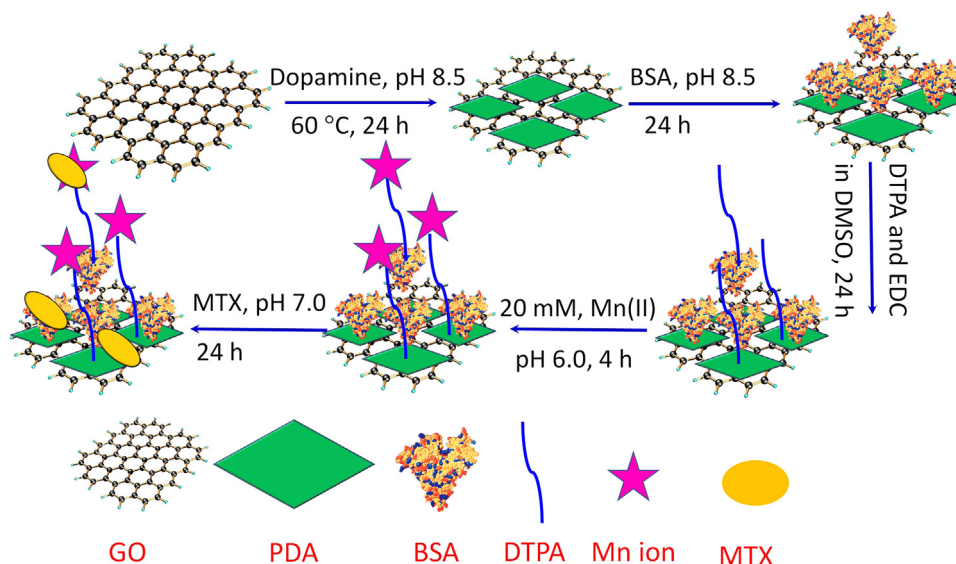 Dopamine, pH 8.5
60 °C, 24 h
BSA, pH 8.5
24 h
DTPA and EDC
in DMSO, 24 h
20 mM, Mn(II)
pH 6.0, 4 h
MTX, pH 7.0
24 h
GO
PDA
BSA
DTPA
Mn ion
MTX